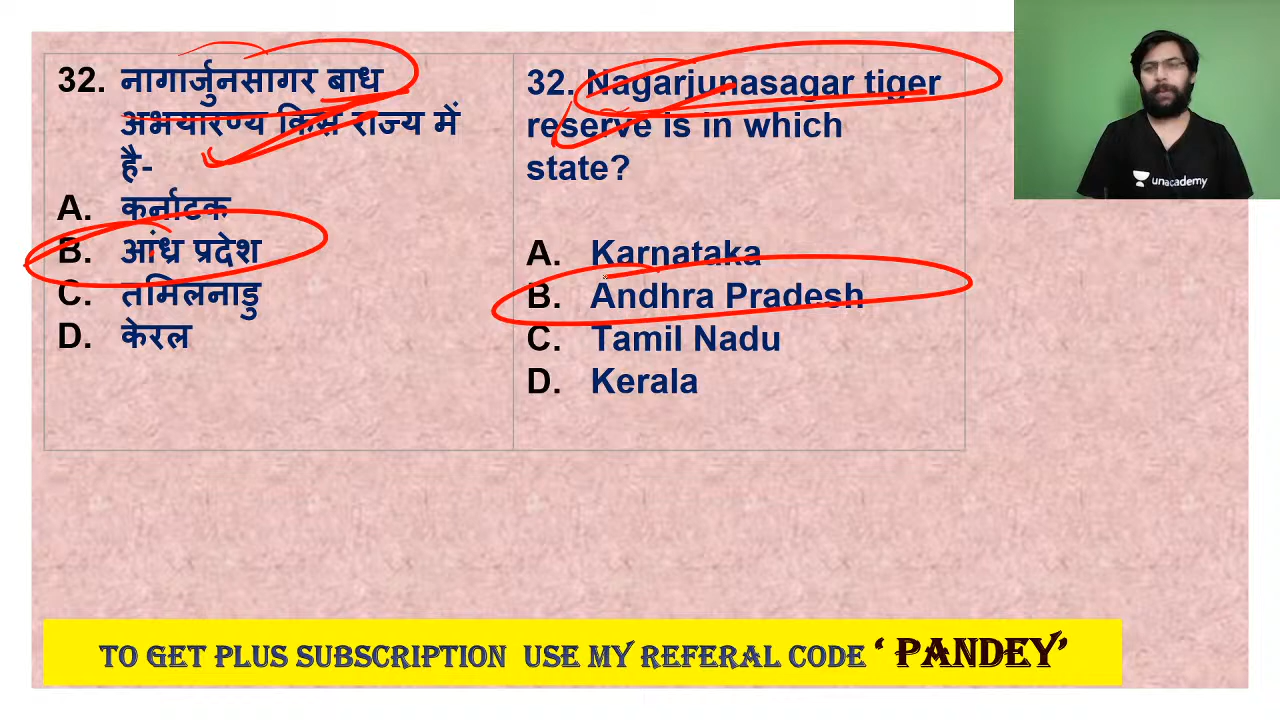 32. नागार्जुनसागर बाध
अभयारण्य किस राज्य में
है-
A. कर्नाटक
B. आंध्र प्रदेश
C. तमिलनाडु
D. केरल
32. Nagarjunasagar tiger
reserve is in which
state?
A. Karnataka
B. Andhra Pradesh
C. Tamil Nadu
D. Kerala
unacademy
TO GET PLUS SUBSCRIPTION USE MY REFERAL CODE ‘ PANDEY’